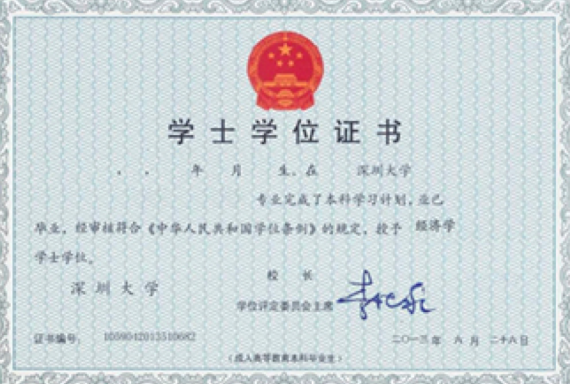 学士学位证书
, , 年 月 生。在 深圳大学
专业完成了本科学习计划，业已
毕业，经审核符合《中华人民共和国学位条例》的规定，授予 经济学
学士学位。
校 长
深圳大学
学位评定委员会主席
证书编号： 1059042013510682
二〇一三年 六月 二十八日
（成人高等教育本科毕业生）